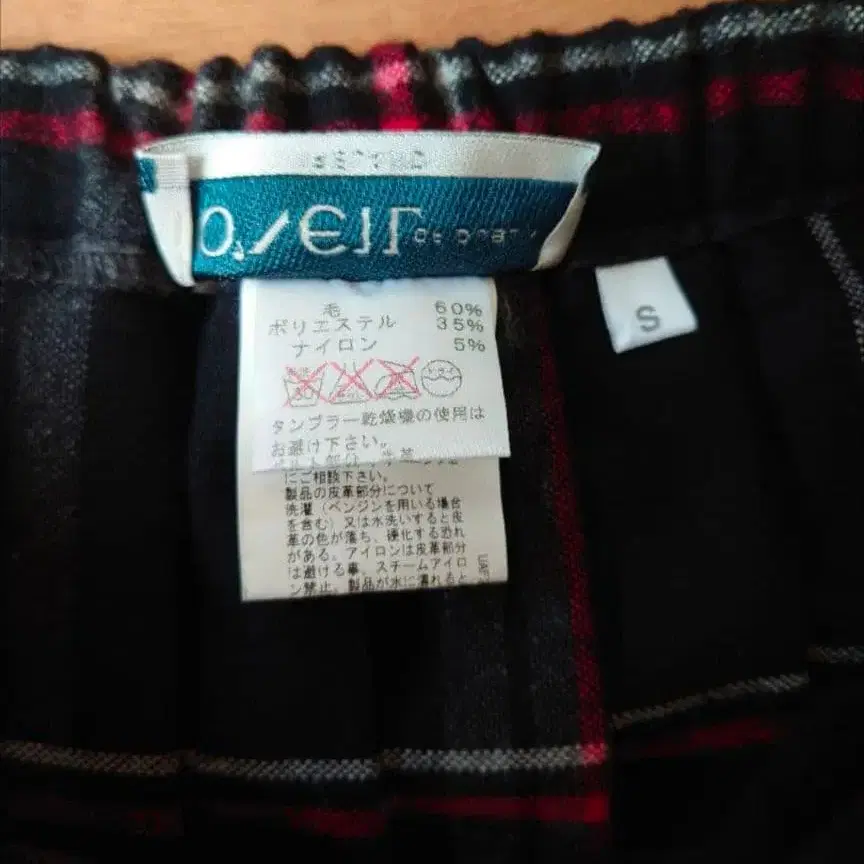 O'NEIL
S
毛 60%
ポリエステル 35%
ナイロン 5%
ドライ
タンブラー乾燥機の使用は
お避け下さい。
にご相談下さい。
製品の皮革部分について
洗濯(ベンジンを用いる場合
を含む)又は水洗いすると皮
革の色が落ち、硬化する恐れ
がある。アイロンは皮革部分
は避ける事。スチームアイロ
ン禁止。製品が水に濡れると